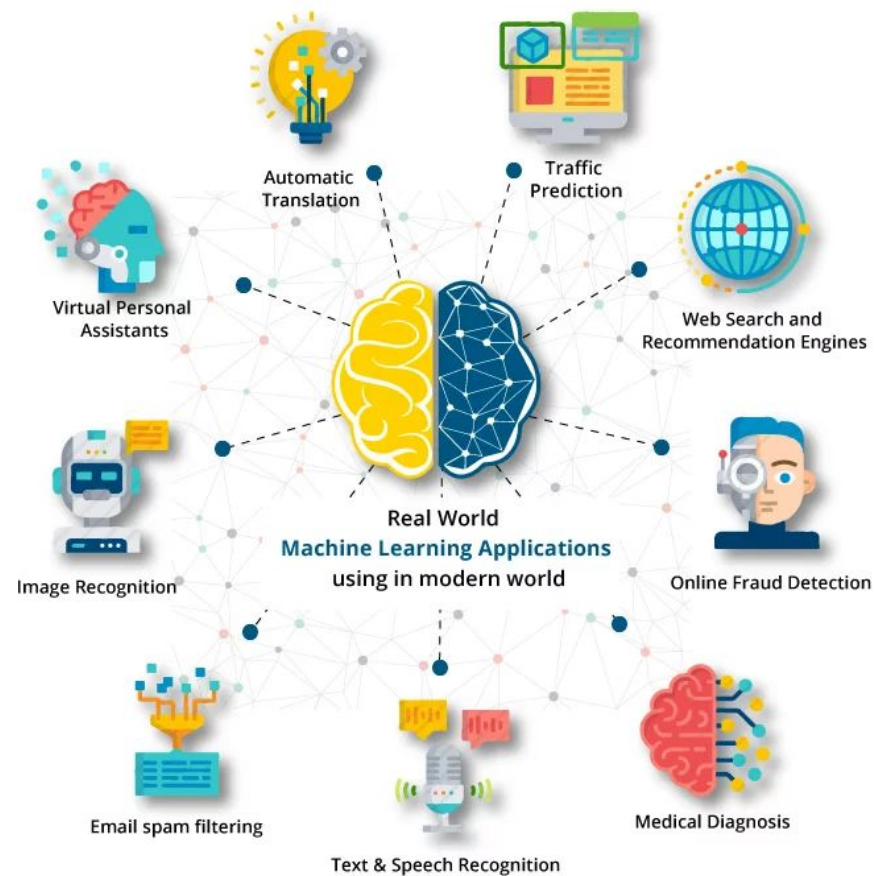 Automatic
Translation
Traffic
Prediction
Virtual Personal
Assistants
Web Search and
Recommendation Engines
Real World
Machine Learning Applications
using in modern world
Image Recognition
Online Fraud Detection
Email spam filtering
Text & Speech Recognition
Medical Diagnosis